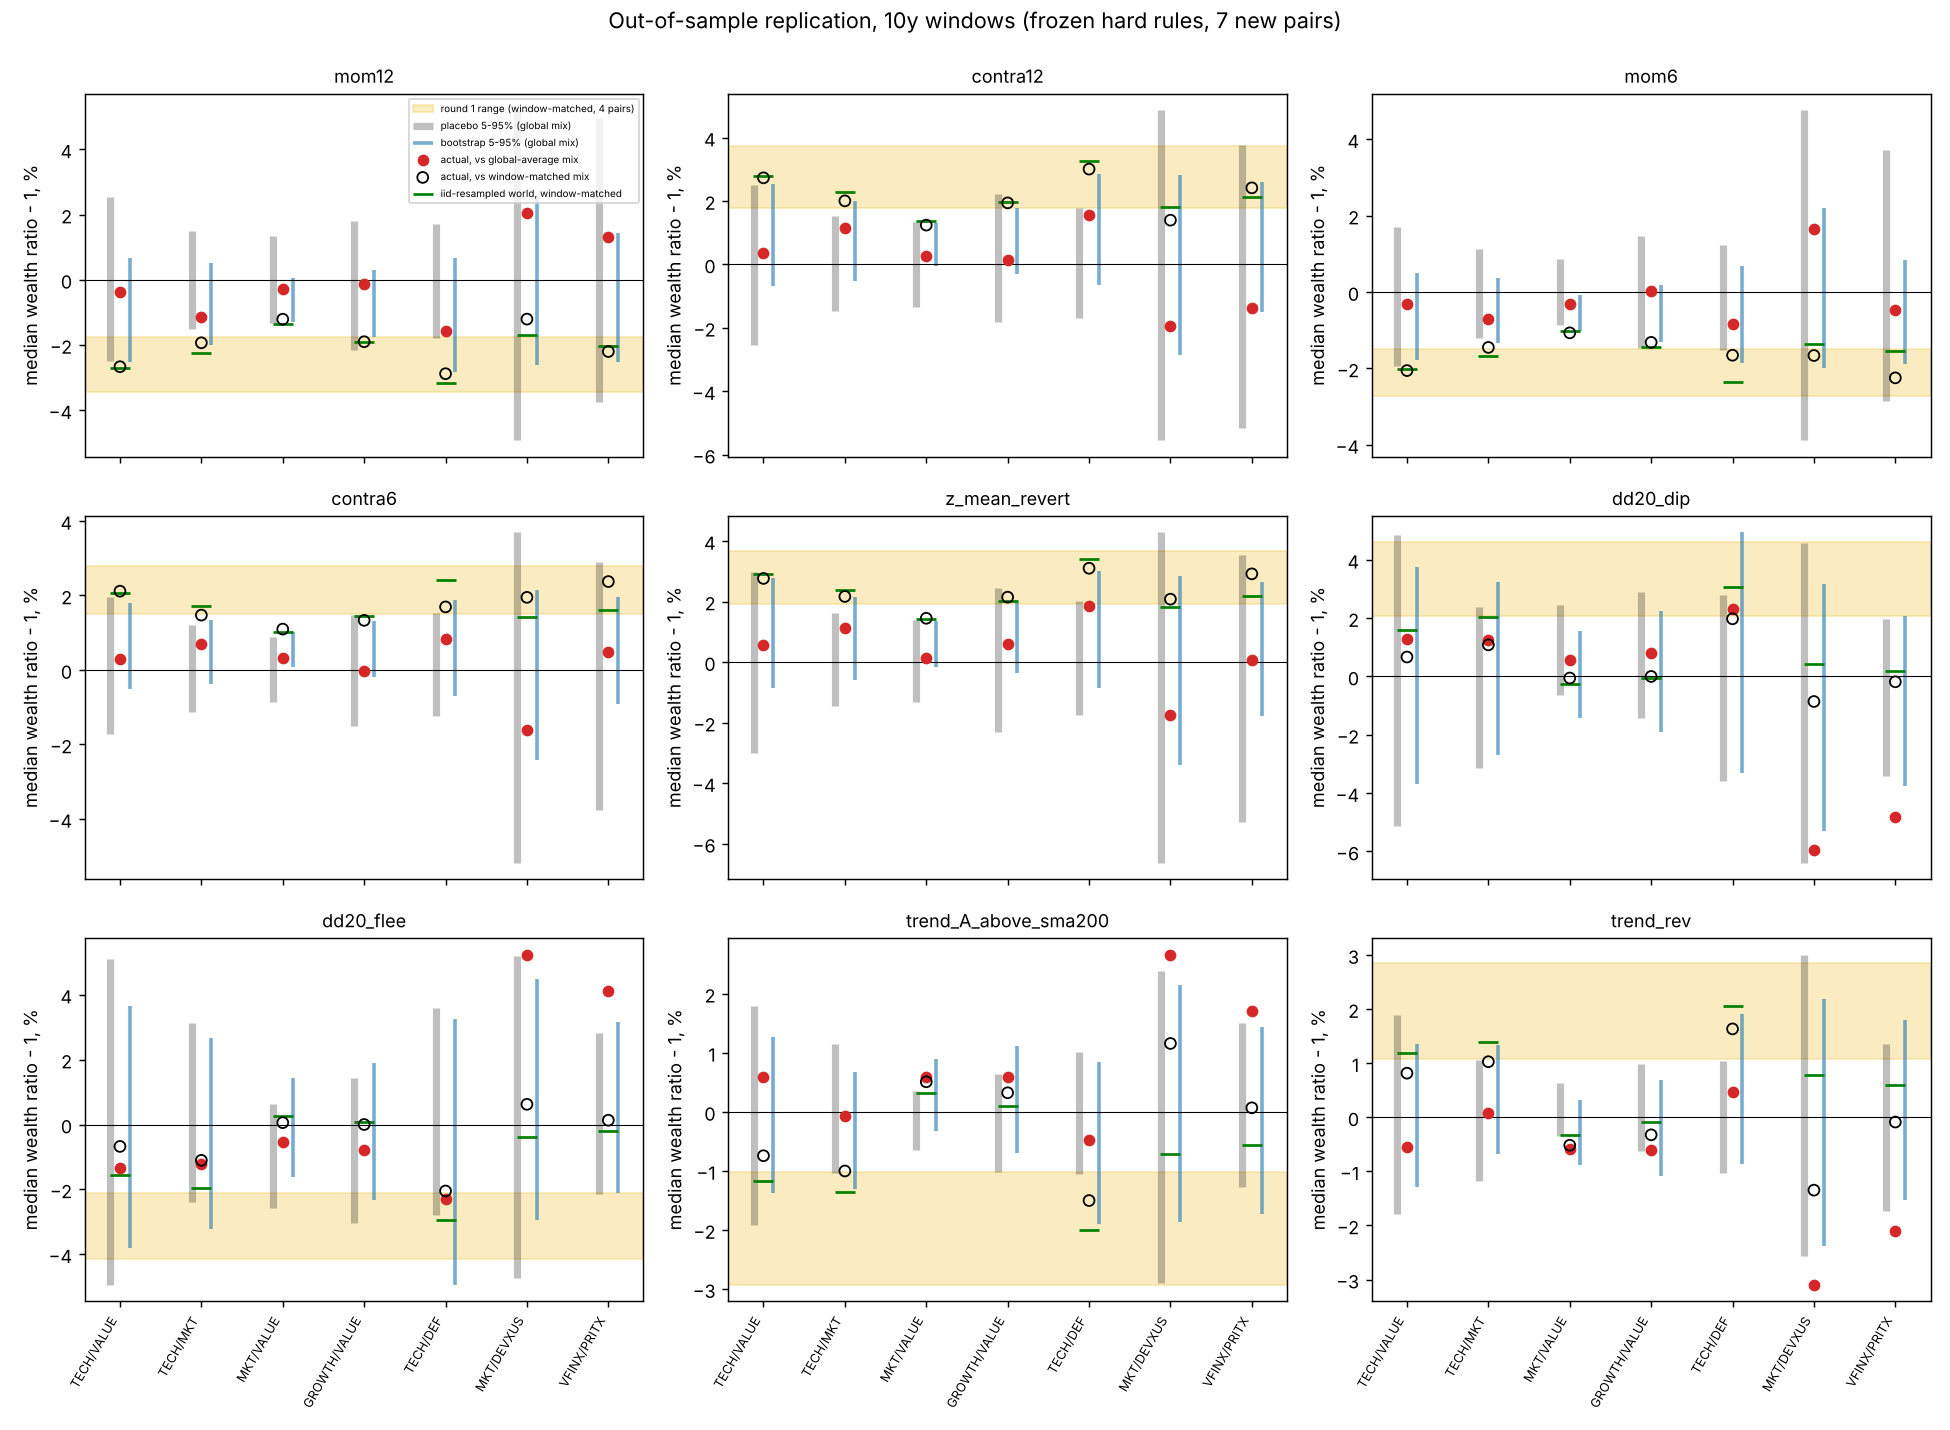 Out-of-sample replication, 10y windows (frozen hard rules, 7 new pairs)
mom12
median wealth ratio - 1, %
4
2
0
−2
−4
round 1 range (window-matched, 4 pairs)
placebo 5-95% (global mix)
bootstrap 5-95% (global mix)
actual, vs global-average mix
actual, vs window-matched mix
iid-resampled world, window-matched
contra12
median wealth ratio - 1, %
4
2
0
−2
−4
−6
mom6
median wealth ratio - 1, %
4
2
0
−2
−4
contra6
median wealth ratio - 1, %
4
2
0
−2
−4
z_mean_revert
median wealth ratio - 1, %
4
2
0
−2
−4
−6
dd20_dip
median wealth ratio - 1, %
4
2
0
−2
−4
−6
dd20_flee
median wealth ratio - 1, %
4
2
0
−2
−4
TECH/VALUE
TECH/MKT
MKT/VALUE
GROWTH/VALUE
TECH/DEF
MKT/DEVXUS
VFINX/PRITX
trend_A_above_sma200
median wealth ratio - 1, %
2
1
0
−1
−2
−3
TECH/VALUE
TECH/MKT
MKT/VALUE
GROWTH/VALUE
TECH/DEF
MKT/DEVXUS
VFINX/PRITX
trend_rev
median wealth ratio - 1, %
3
2
1
0
−1
−2
−3
TECH/VALUE
TECH/MKT
MKT/VALUE
GROWTH/VALUE
TECH/DEF
MKT/DEVXUS
VFINX/PRITX